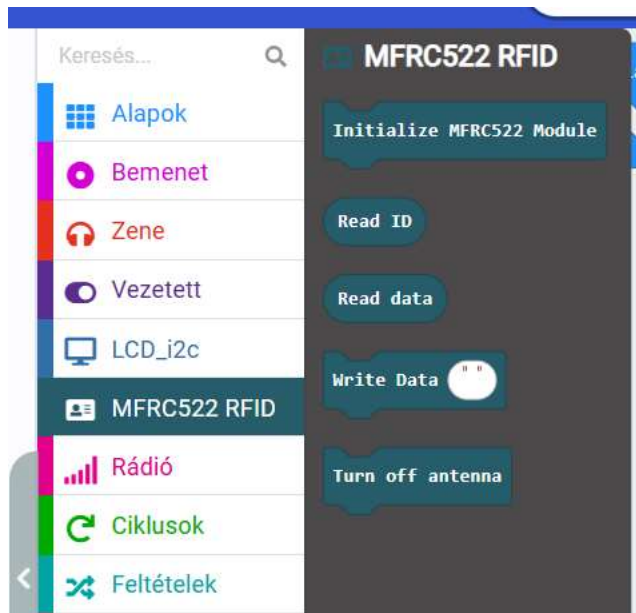 Keresés...
Alapok
Bemenet
Zene
Vezetett
LCD_i2c
MFRC522 RFID
Rádió
Ciklusok
Feltételek
MFRC522 RFID
Initialize MFRC522 Module
Read ID
Read data
Write Data " "
Turn off antenna